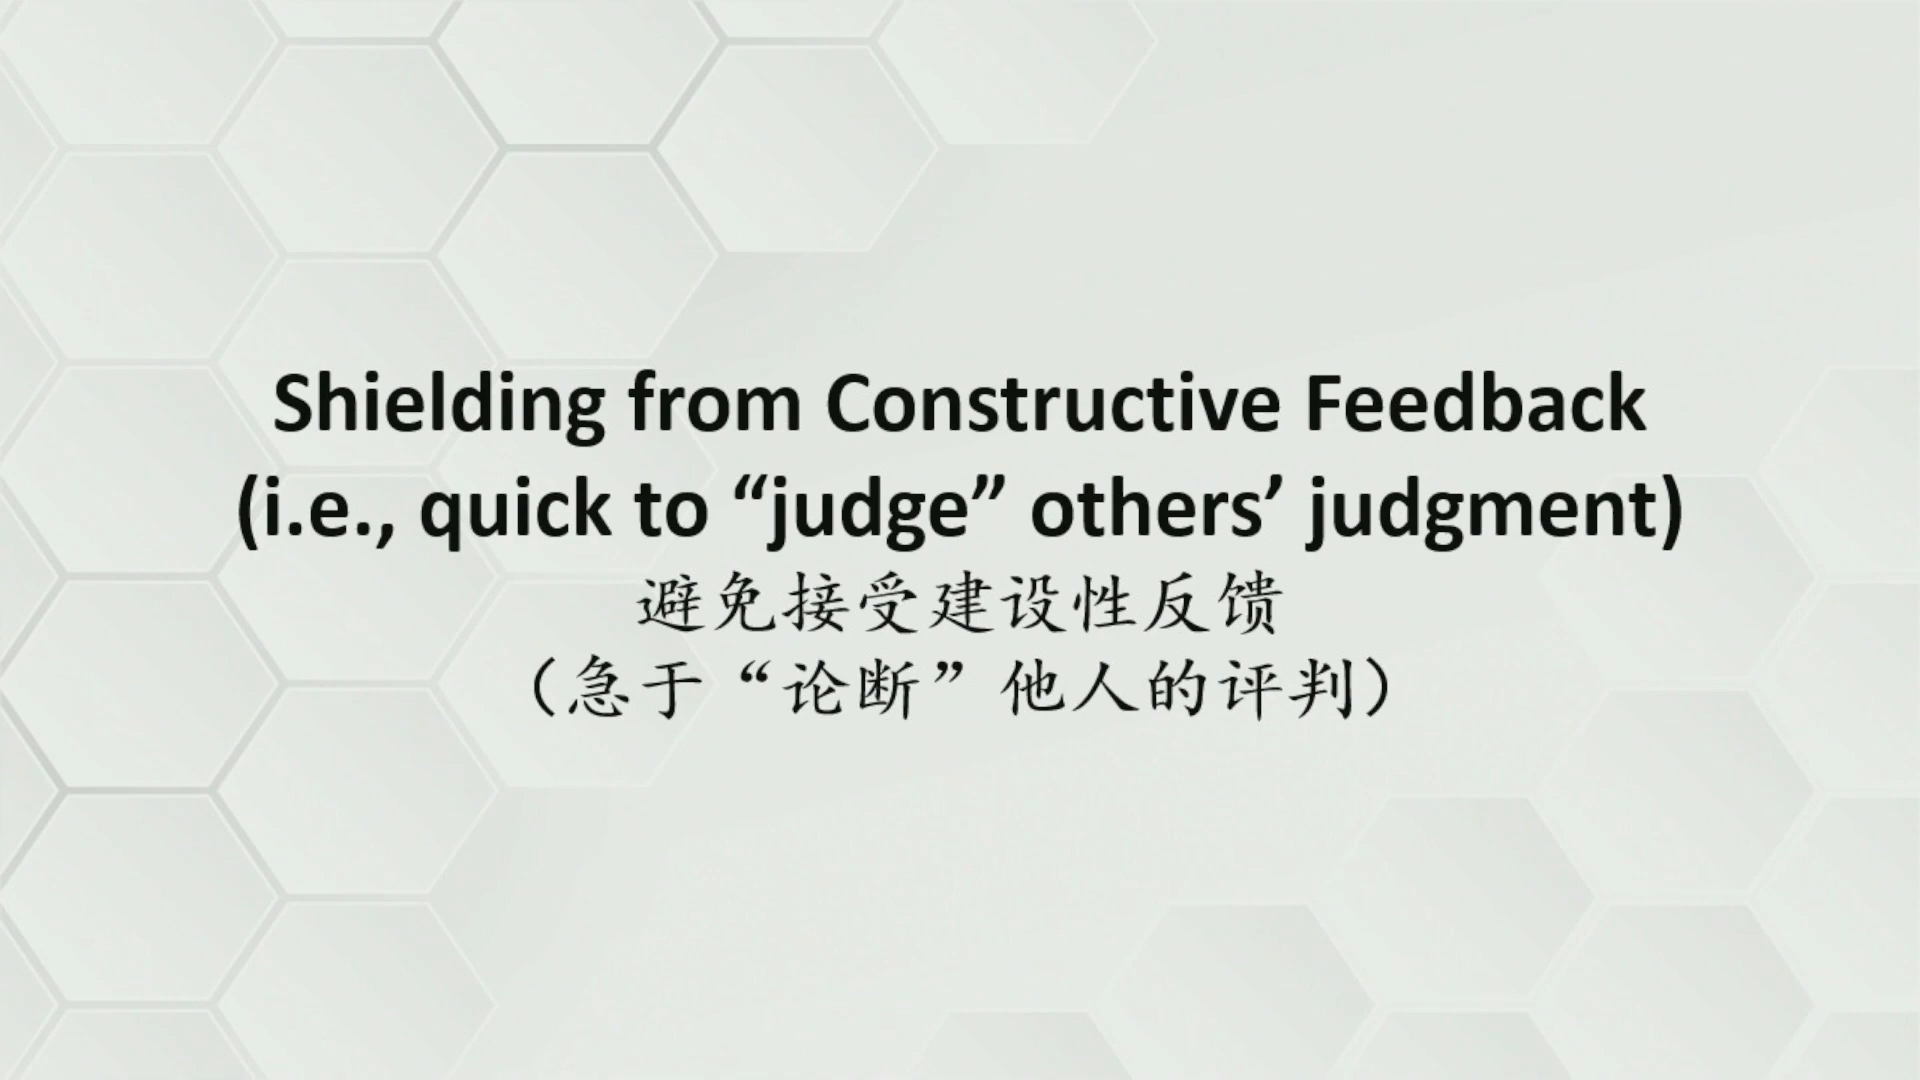 Shielding from Constructive Feedback
(i.e., quick to “judge” others’ judgment)
避免接受建设性反馈
（急于“论断”他人的评判）